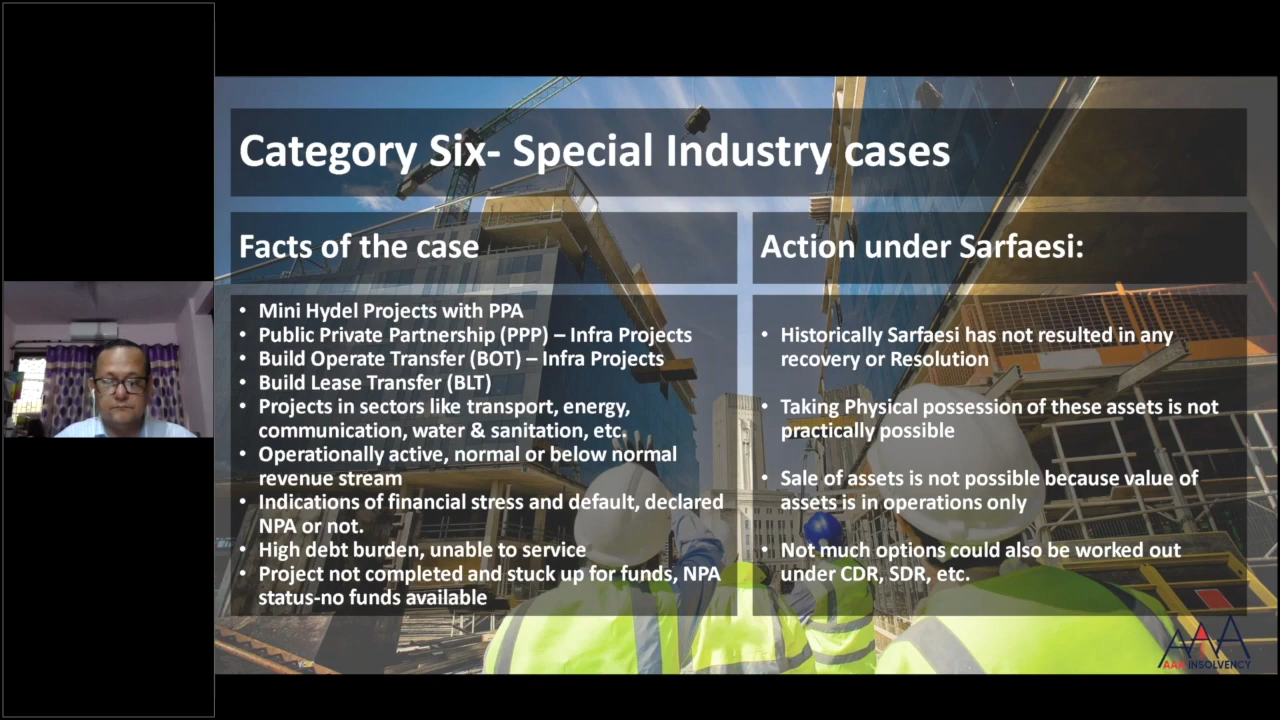 Category Six- Special Industry cases
Facts of the case
• Mini Hydel Projects with PPA
• Public Private Partnership (PPP) – Infra Projects
• Build Operate Transfer (BOT) – Infra Projects
• Build Lease Transfer (BLT)
• Projects in sectors like transport, energy,
communication, water & sanitation, etc.
• Operationally active, normal or below normal
revenue stream
• Indications of financial stress and default, declared
NPA or not.
• High debt burden, unable to service
• Project not completed and stuck up for funds, NPA
status-no funds available
Action under Sarfaesi:
• Historically Sarfaesi has not resulted in any
recovery or Resolution
• Taking Physical possession of these assets is not
practically possible
• Sale of assets is not possible because value of
assets is in operations only
• Not much options could also be worked out
under CDR, SDR, etc.
AAA
AAA INSOLVENCY